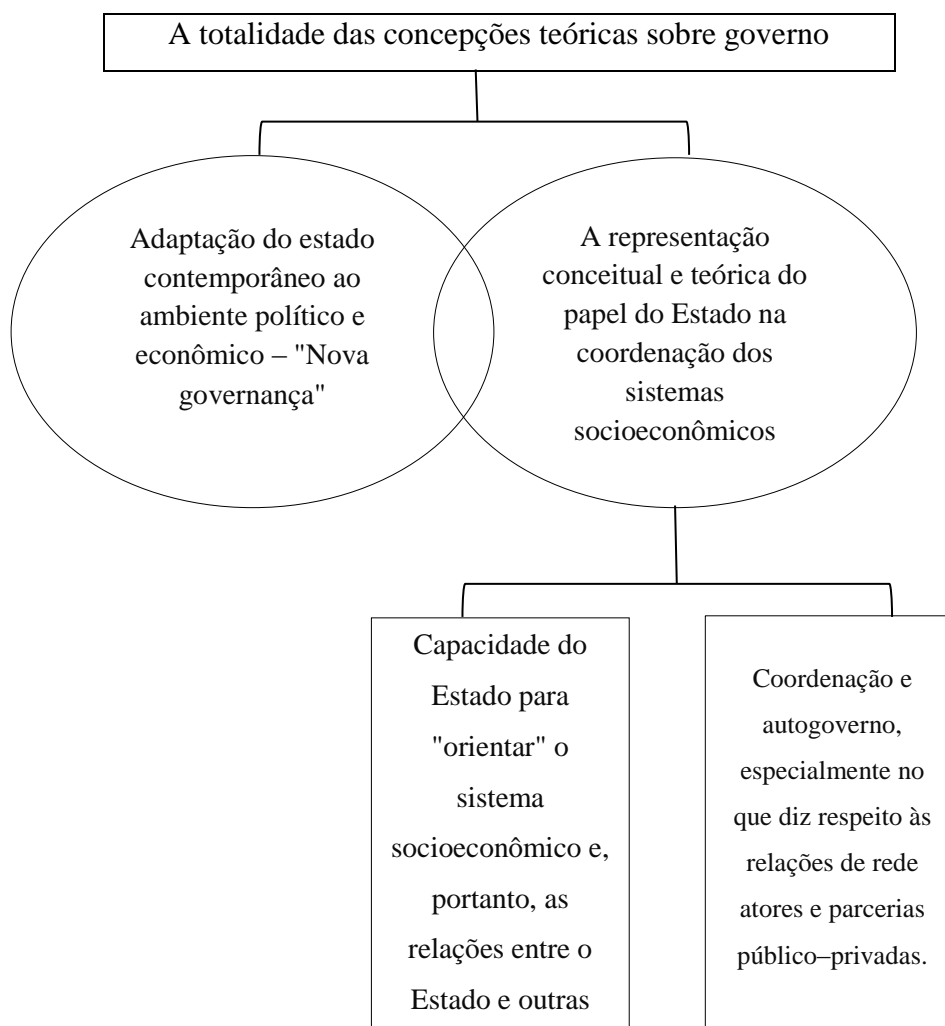 A totalidade das concepções teóricas sobre governo
Adaptação do estado
contemporâneo ao
ambiente político e
econômico – "Nova
governança"
A representação
conceitual e teórica do
papel do Estado na
coordenação dos
sistemas
socioeconômicos
Capacidade do
Estado para
"orientar" o
sistema
socioeconômico e,
portanto, as
relações entre o
Estado e outras
Coordenação e
autogoverno,
especialmente no
que diz respeito às
relações de rede
atores e parcerias
público–privadas.